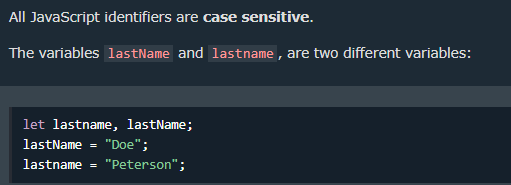 All JavaScript identifiers are case sensitive.
The variables lastName and lastname, are two different variables:
let lastname, lastName;
lastName = "Doe";
lastname = "Peterson";